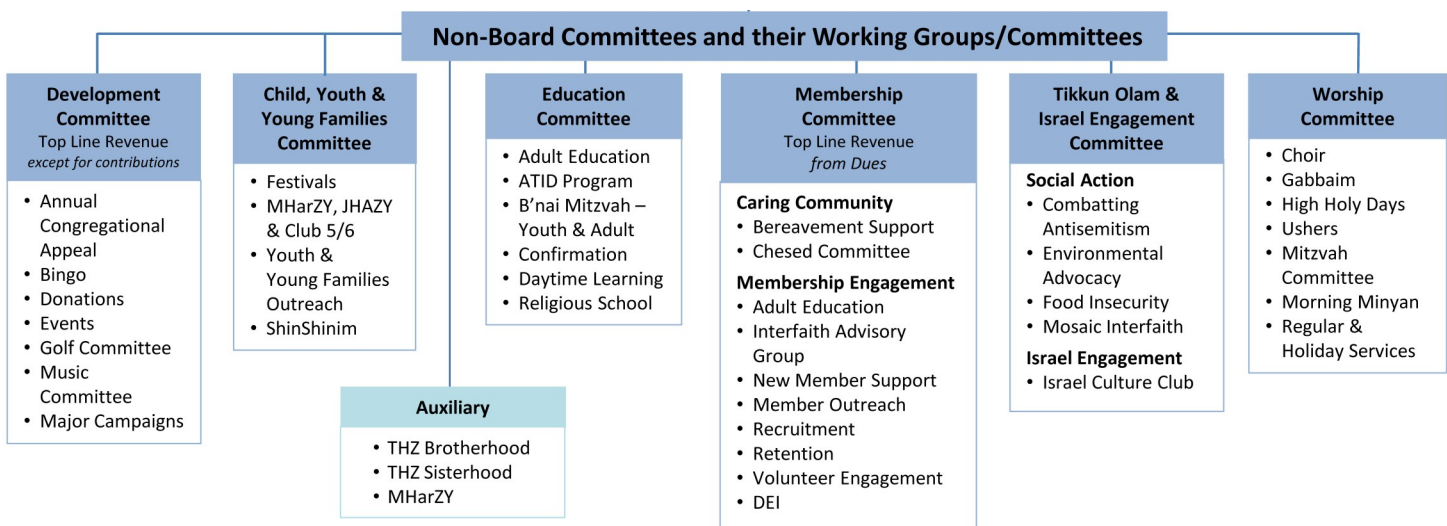 Non-Board Committees and their Working Groups/Committees
Development
Committee
Top Line Revenue
except for contributions
• Annual
Congregational
Appeal
• Bingo
• Donations
• Events
• Golf Committee
• Music
Committee
• Major Campaigns
Child, Youth &
Young Families
Committee
• Festivals
• MHarZY, JHAZY
& Club 5/6
• Youth &
Young Families
Outreach
• ShinShinim
Auxiliary
• THZ Brotherhood
• THZ Sisterhood
• MHarZY
Education
Committee
• Adult Education
• ATID Program
• B'nai Mitzvah –
Youth & Adult
• Confirmation
• Daytime Learning
• Religious School
Membership
Committee
Top Line Revenue
from Dues
Caring Community
• Bereavement Support
• Chesed Committee
Membership Engagement
• Adult Education
• Interfaith Advisory
Group
• New Member Support
• Member Outreach
• Recruitment
• Retention
• Volunteer Engagement
• DEI
Tikkun Olam &
Israel Engagement
Committee
Social Action
• Combatting
Antisemitism
• Environmental
Advocacy
• Food Insecurity
• Mosaic Interfaith
Israel Engagement
• Israel Culture Club
Worship
Committee
• Choir
• Gabbaim
• High Holy Days
• Ushers
• Mitzvah
Committee
• Morning Minyan
• Regular &
Holiday Services